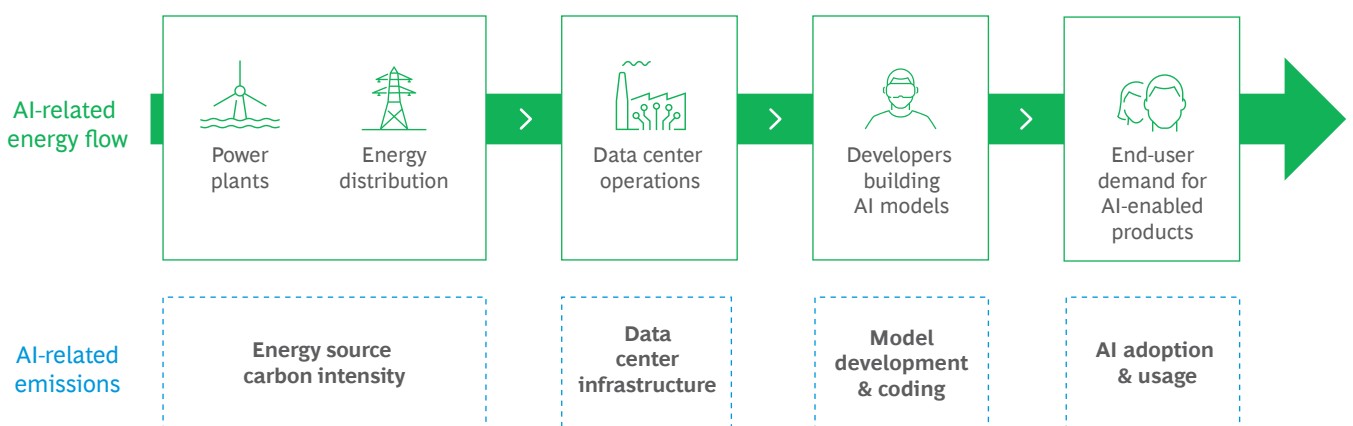 AI-related
energy flow
Power
plants
Energy
distribution
Data center
operations
Developers
building
AI models
End-user
demand for
AI-enabled
products
AI-related
emissions
Energy source
carbon intensity
Data
center
infrastructure
Model
development
& coding
AI adoption
& usage